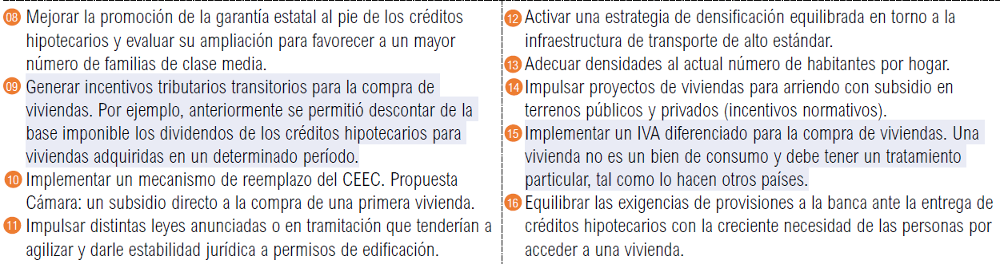 08 Mejorar la promoción de la garantía estatal al pie de los créditos
hipotecarios y evaluar su ampliación para favorecer a un mayor
número de familias de clase media.
09 Generar incentivos tributarios transitorios para la compra de
viviendas. Por ejemplo, anteriormente se permitió descontar de la
base imponible los dividendos de los créditos hipotecarios para
viviendas adquiridas en un determinado período.
10 Implementar un mecanismo de reemplazo del CEEC. Propuesta
Cámara: un subsidio directo a la compra de una primera vivienda.
11 Impulsar distintas leyes anunciadas o en tramitación que tenderían a
agilizar y darle estabilidad jurídica a permisos de edificación.
12 Activar una estrategia de densificación equilibrada en torno a la
infraestructura de transporte de alto estándar.
13 Adecuar densidades al actual número de habitantes por hogar.
14 Impulsar proyectos de viviendas para arriendo con subsidio en
terrenos públicos y privados (incentivos normativos).
15 Implementar un IVA diferenciado para la compra de viviendas. Una
vivienda no es un bien de consumo y debe tener un tratamiento
particular, tal como lo hacen otros países.
16 Equilibrar las exigencias de provisiones a la banca ante la entrega de
créditos hipotecarios con la creciente necesidad de las personas por
acceder a una vivienda.